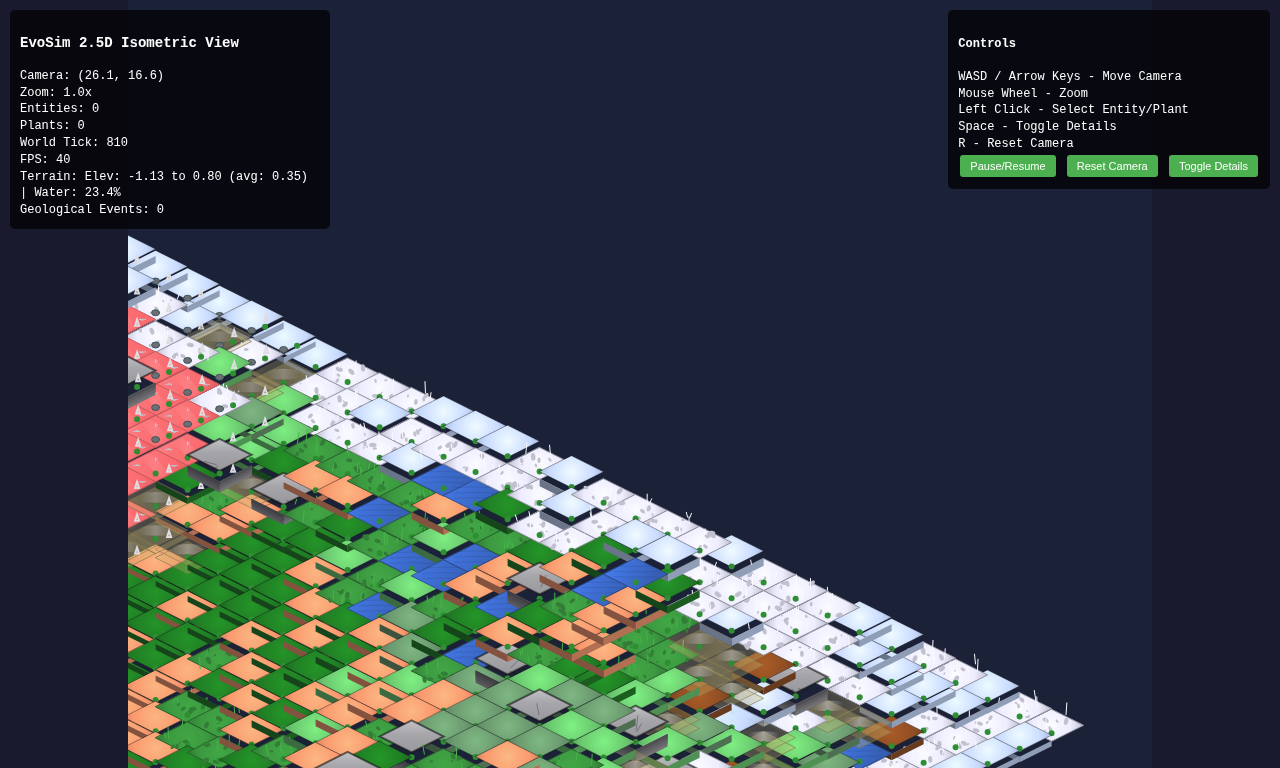 EvoSim 2.5D Isometric View
Camera: (26.1, 16.6)
Zoom: 1.0x
Entities: 0
Plants: 0
World Tick: 810
FPS: 40
Terrain: Elev: -1.13 to 0.80 (avg: 0.35)
| Water: 23.4%
Geological Events: 0
Controls
WASD / Arrow Keys - Move Camera
Mouse Wheel - Zoom
Left Click - Select Entity/Plant
Space - Toggle Details
R - Reset Camera
Pause/Resume Reset Camera Toggle Details